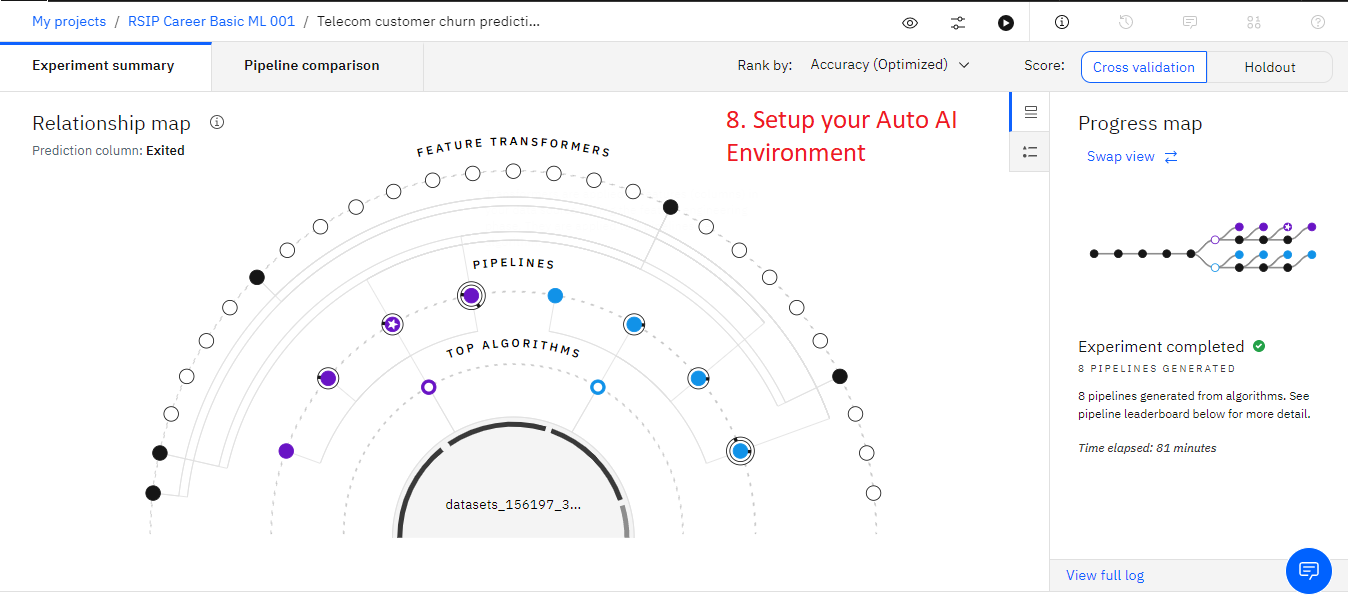 My projects / RSIP Career Basic ML 001 / Telecom customer churn predicti...
Experiment summary
Pipeline comparison
Rank by: Accuracy (Optimized)
Score: Cross validation Holdout
Relationship map
Prediction column: Exited
8. Setup your Auto AI
Environment
FEATURE TRANSFORMERS
PIPELINES
TOP ALGORITHMS
datasets_156197_3...
Progress map
Swap view
Experiment completed
8 PIPELINES GENERATED
8 pipelines generated from algorithms. See
pipeline leaderboard below for more detail.
Time elapsed: 81 minutes
View full log